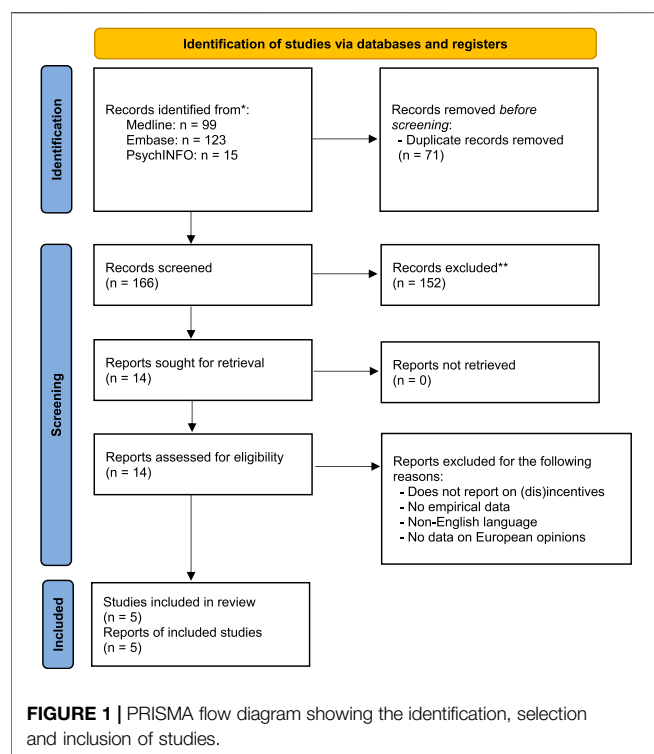 Identification of studies via databases and registers
Identification
Records identified from*:
Medline: n = 99
Embase: n = 123
PsychINFO: n = 15
Records removed before
screening:
- Duplicate records removed
(n = 71)
Screening
Records screened
(n = 166)
Records excluded**
(n = 152)
Reports sought for retrieval
(n = 14)
Reports not retrieved
(n = 0)
Reports assessed for eligibility
(n = 14)
Reports excluded for the following
reasons:
- Does not report on (dis)incentives
- No empirical data
- Non-English language
- No data on European opinions
Included
Studies included in review
(n = 5)
Reports of included studies
(n = 5)
FIGURE 1 | PRISMA flow diagram showing the identification, selection
and inclusion of studies.